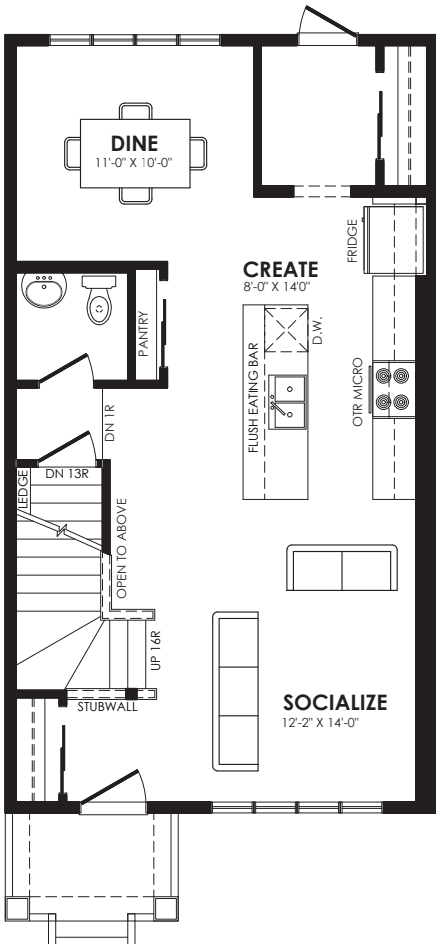 DINE
11'-0" X 10'-0"
FRIDGE
CREATE
8'-0" X 14'0"
PANTRY
D.W.
FLUSH EATING BAR
OTR MICRO
DN 1R
DN 13R
LEDGE
OPEN TO ABOVE
UP 16R
STUBWALL
SOCIALIZE
12'-2" X 14'-0"